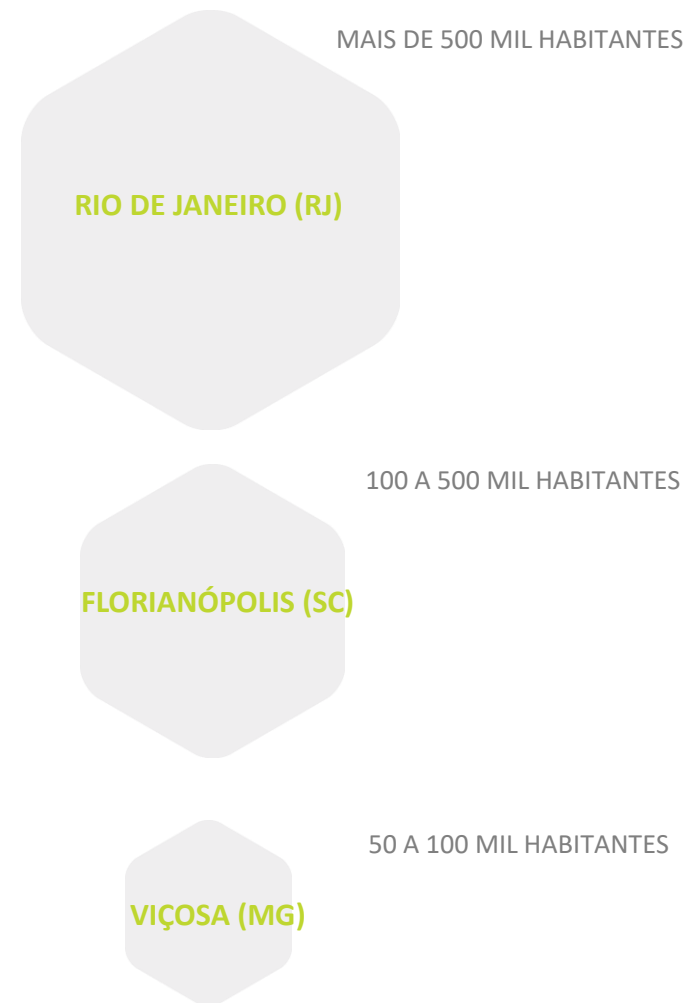 MAIS DE 500 MIL HABITANTES
RIO DE JANEIRO (RJ)
100 A 500 MIL HABITANTES
FLORIANÓPOLIS (SC)
50 A 100 MIL HABITANTES
VIÇOSA (MG)